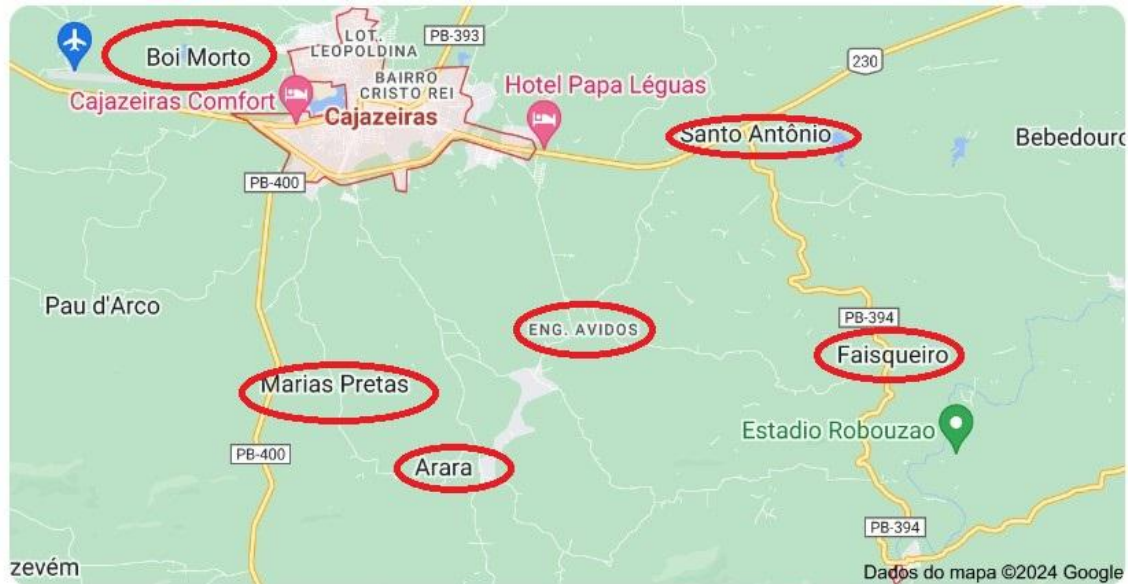 Boi Morto
LOT.
LEOPOLDINA
PB-393
BAIRRO
CRISTO REI
230
Cajazeiras Comfort
Hotel Papa Léguas
Cajazeiras
Santo Antônio
Bebedouro
PB-400
Pau d'Arco
PB-394
ENG. AVIDOS
Faisqueiro
Marias Pretas
Estadio Robouzao
PB-400
Arara
PB-394
zevém
Dados do mapa ©2024 Google